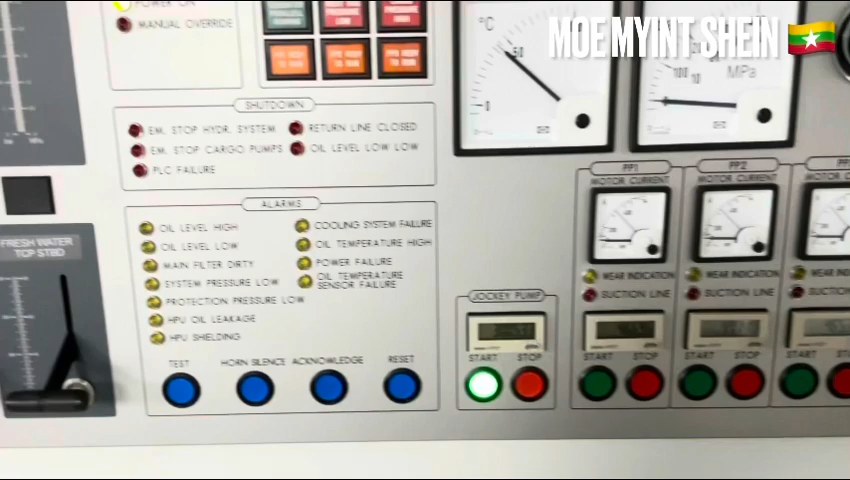 MOE MYINT SHEIN
POWER ON
MANUAL OVERRIDE
°C
50
0
100
10
MPa
SHUTDOWN
EM. STOP HYDR. SYSTEM
RETURN LINE CLOSED
EM. STOP CARGO PUMPS
OIL LEVEL LOW LOW
PLC FAILURE
ALARMS
OIL LEVEL HIGH
COOLING SYSTEM FAILURE
OIL LEVEL LOW
OIL TEMPERATURE HIGH
MAIN FILTER DIRTY
POWER FAILURE
SYSTEM PRESSURE LOW
OIL TEMPERATURE
SENSOR FAILURE
PROTECTION PRESSURE LOW
HPU OIL LEAKAGE
HPU SHIELDING
TEST
HORN SILENCE
ACKNOWLEDGE
RESET
FRESH WATER
TCP STBD
JOCKEY PUMP
START
STOP
PP1
MOTOR CURRENT
WEAR INDICATION
SUCTION LINE
START
STOP
PP2
MOTOR CURRENT
WEAR INDICATION
SUCTION LINE
START
STOP
MOTOR CU
WEAR IN
SUCTIO
START